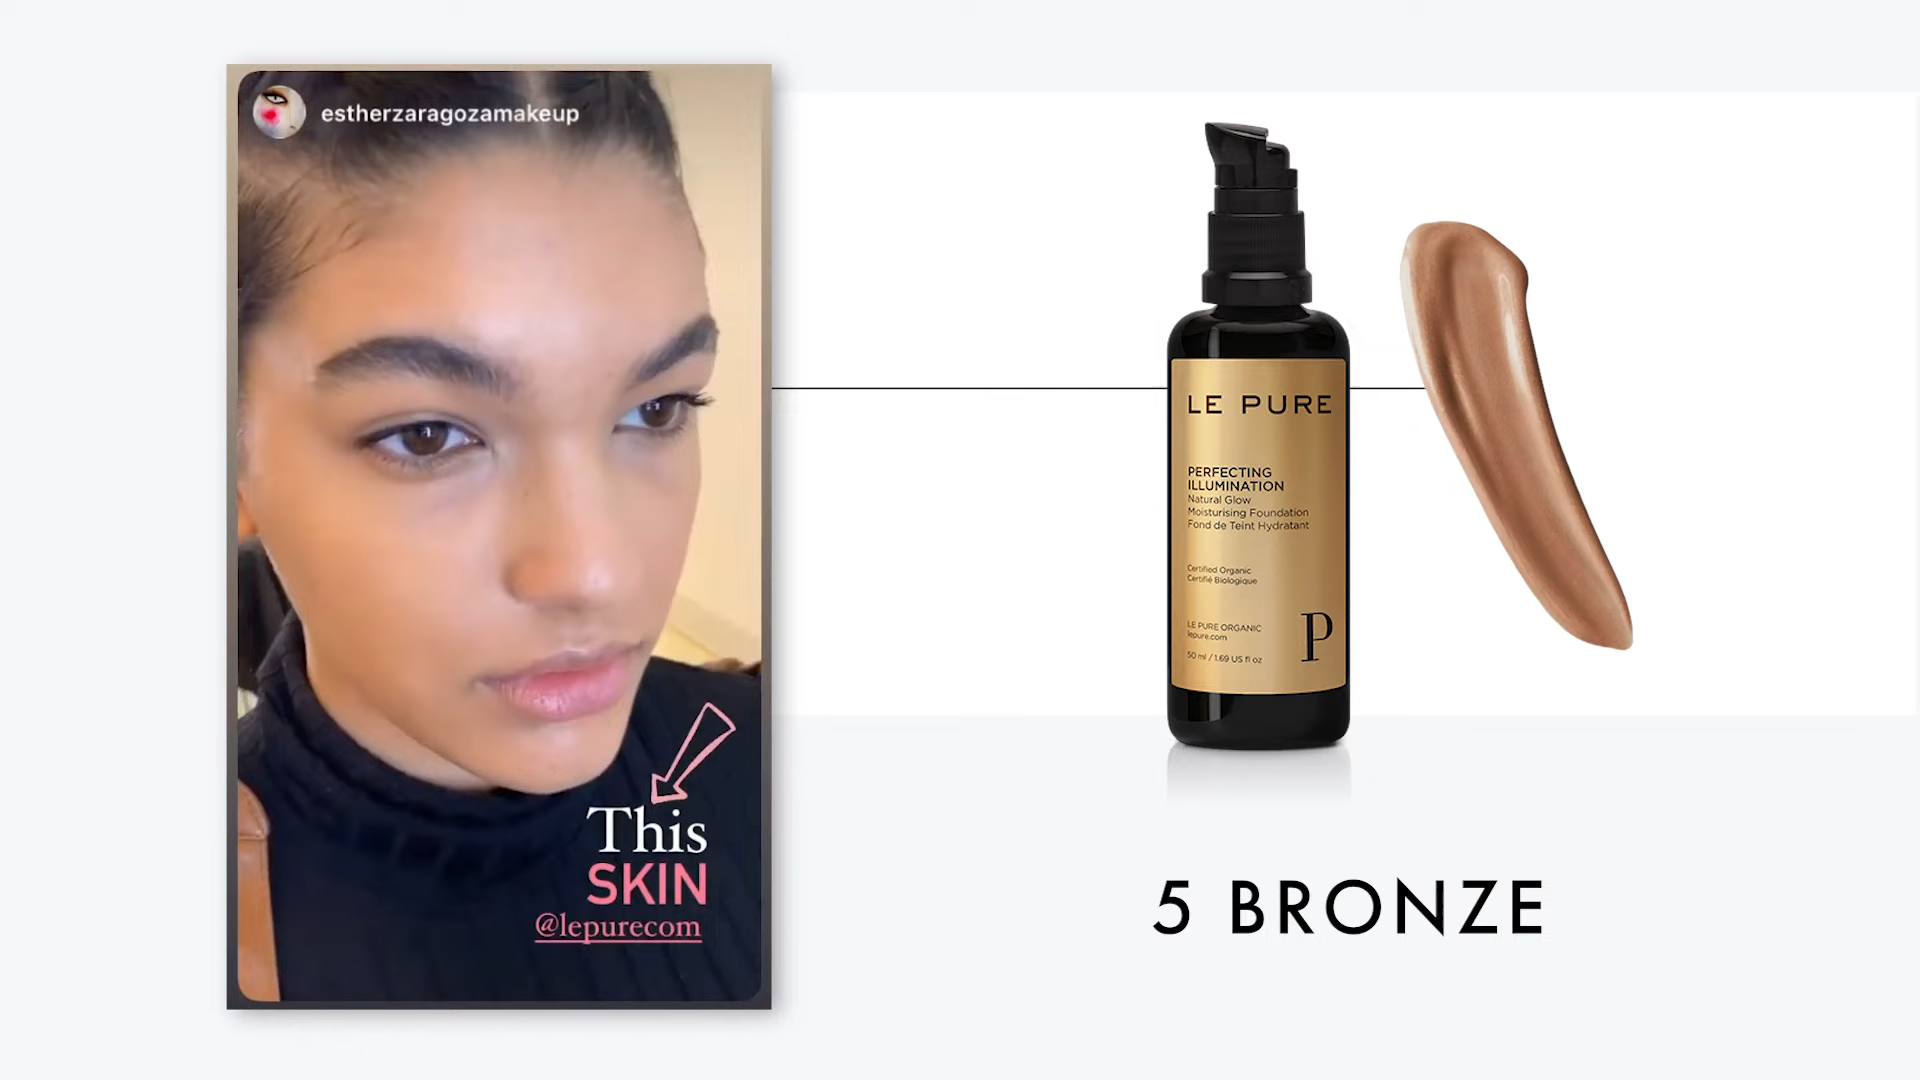 estherzaragozamakeup
This
SKIN
@lepurecom
LE PURE
PERFECTING
ILLUMINATION
Natural Glow
Moisturising Foundation
Fond de Teint Hydratant
Certified Organic
Certifié Biologique
LE PURE ORGANIC
lepure.com
P
50 ml / 1.69 US fl oz
5 BRONZE